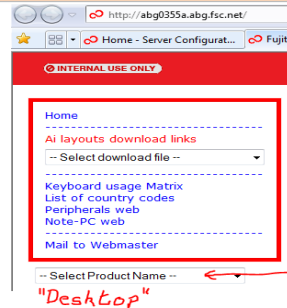 http://abg0355a.abg.fsc.net/
Home - Server Configurat... Fujit
INTERNAL USE ONLY
Home
Ai layouts download links
-- Select download file --
Keyboard usage Matrix
List of country codes
Peripherals web
Note-PC web
Mail to Webmaster
-- Select Product Name --
"Desktop"